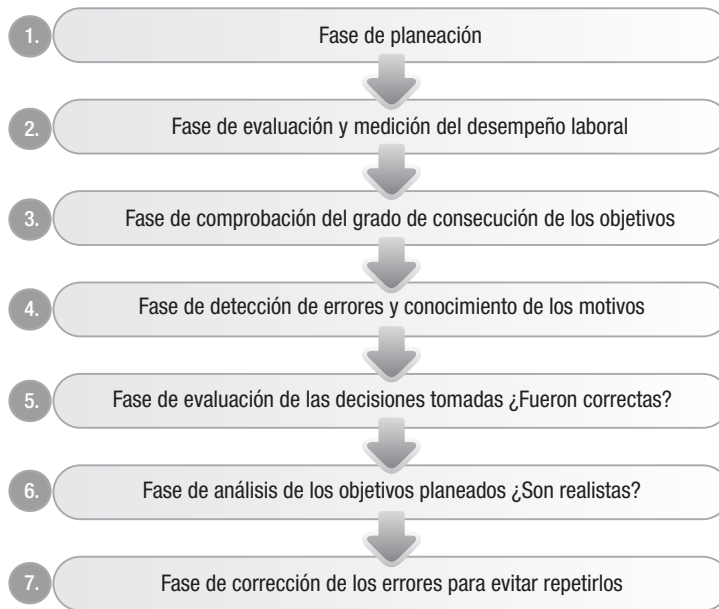 1. Fase de planeación
2. Fase de evaluación y medición del desempeño laboral
3. Fase de comprobación del grado de consecución de los objetivos
4. Fase de detección de errores y conocimiento de los motivos
5. Fase de evaluación de las decisiones tomadas ¿Fueron correctas?
6. Fase de análisis de los objetivos planeados ¿Son realistas?
7. Fase de corrección de los errores para evitar repetirlos